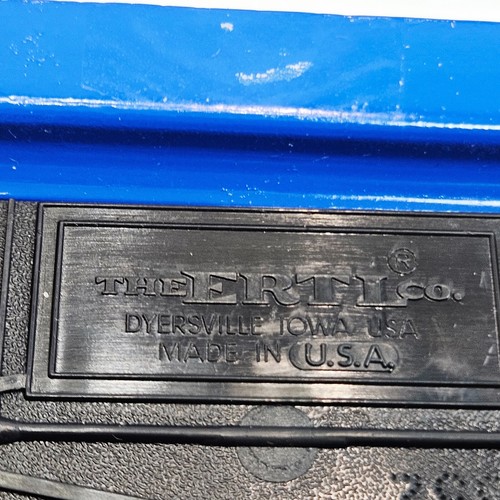 THE ERTL CO.®
DYERSVILLE IOWA USA
MADE IN U.S.A.